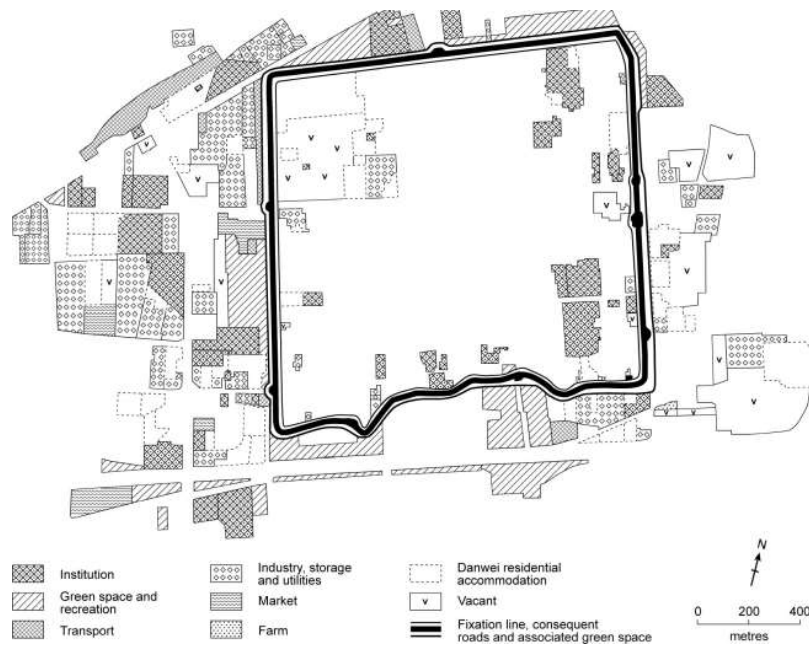 Institution
Green space and
recreation
Transport
Industry, storage
and utilities
Market
Farm
Danwei residential
accommodation
v Vacant
Fixation line, consequent
roads and associated green space
N
0 200 400
metres